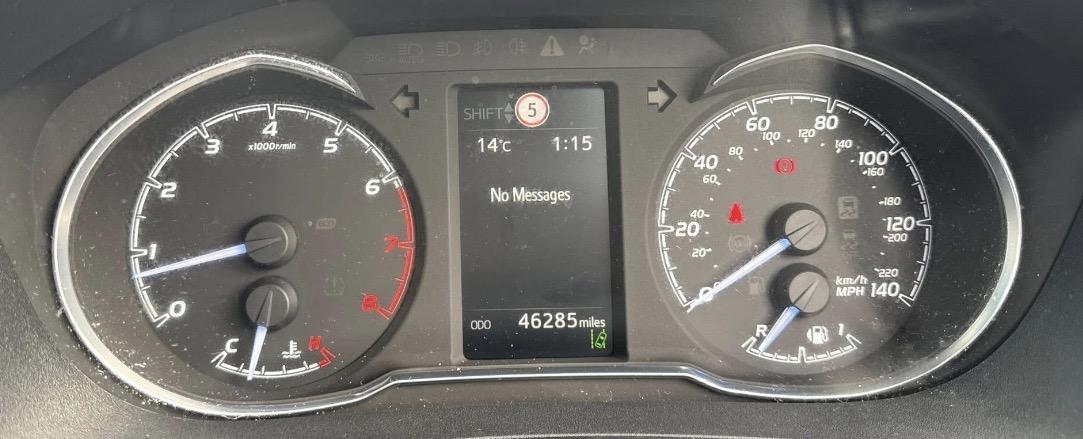 AUTO
SHIFT 5
14°C 1:15
No Messages
ODO 46285 miles
0 1 2 3 4 5 6 7 8
x1000r/min
C H
0 20 40 60 80 100 120 140
20 40 60 80 100 120 140 160 180 200 220
km/h
MPH
R 1